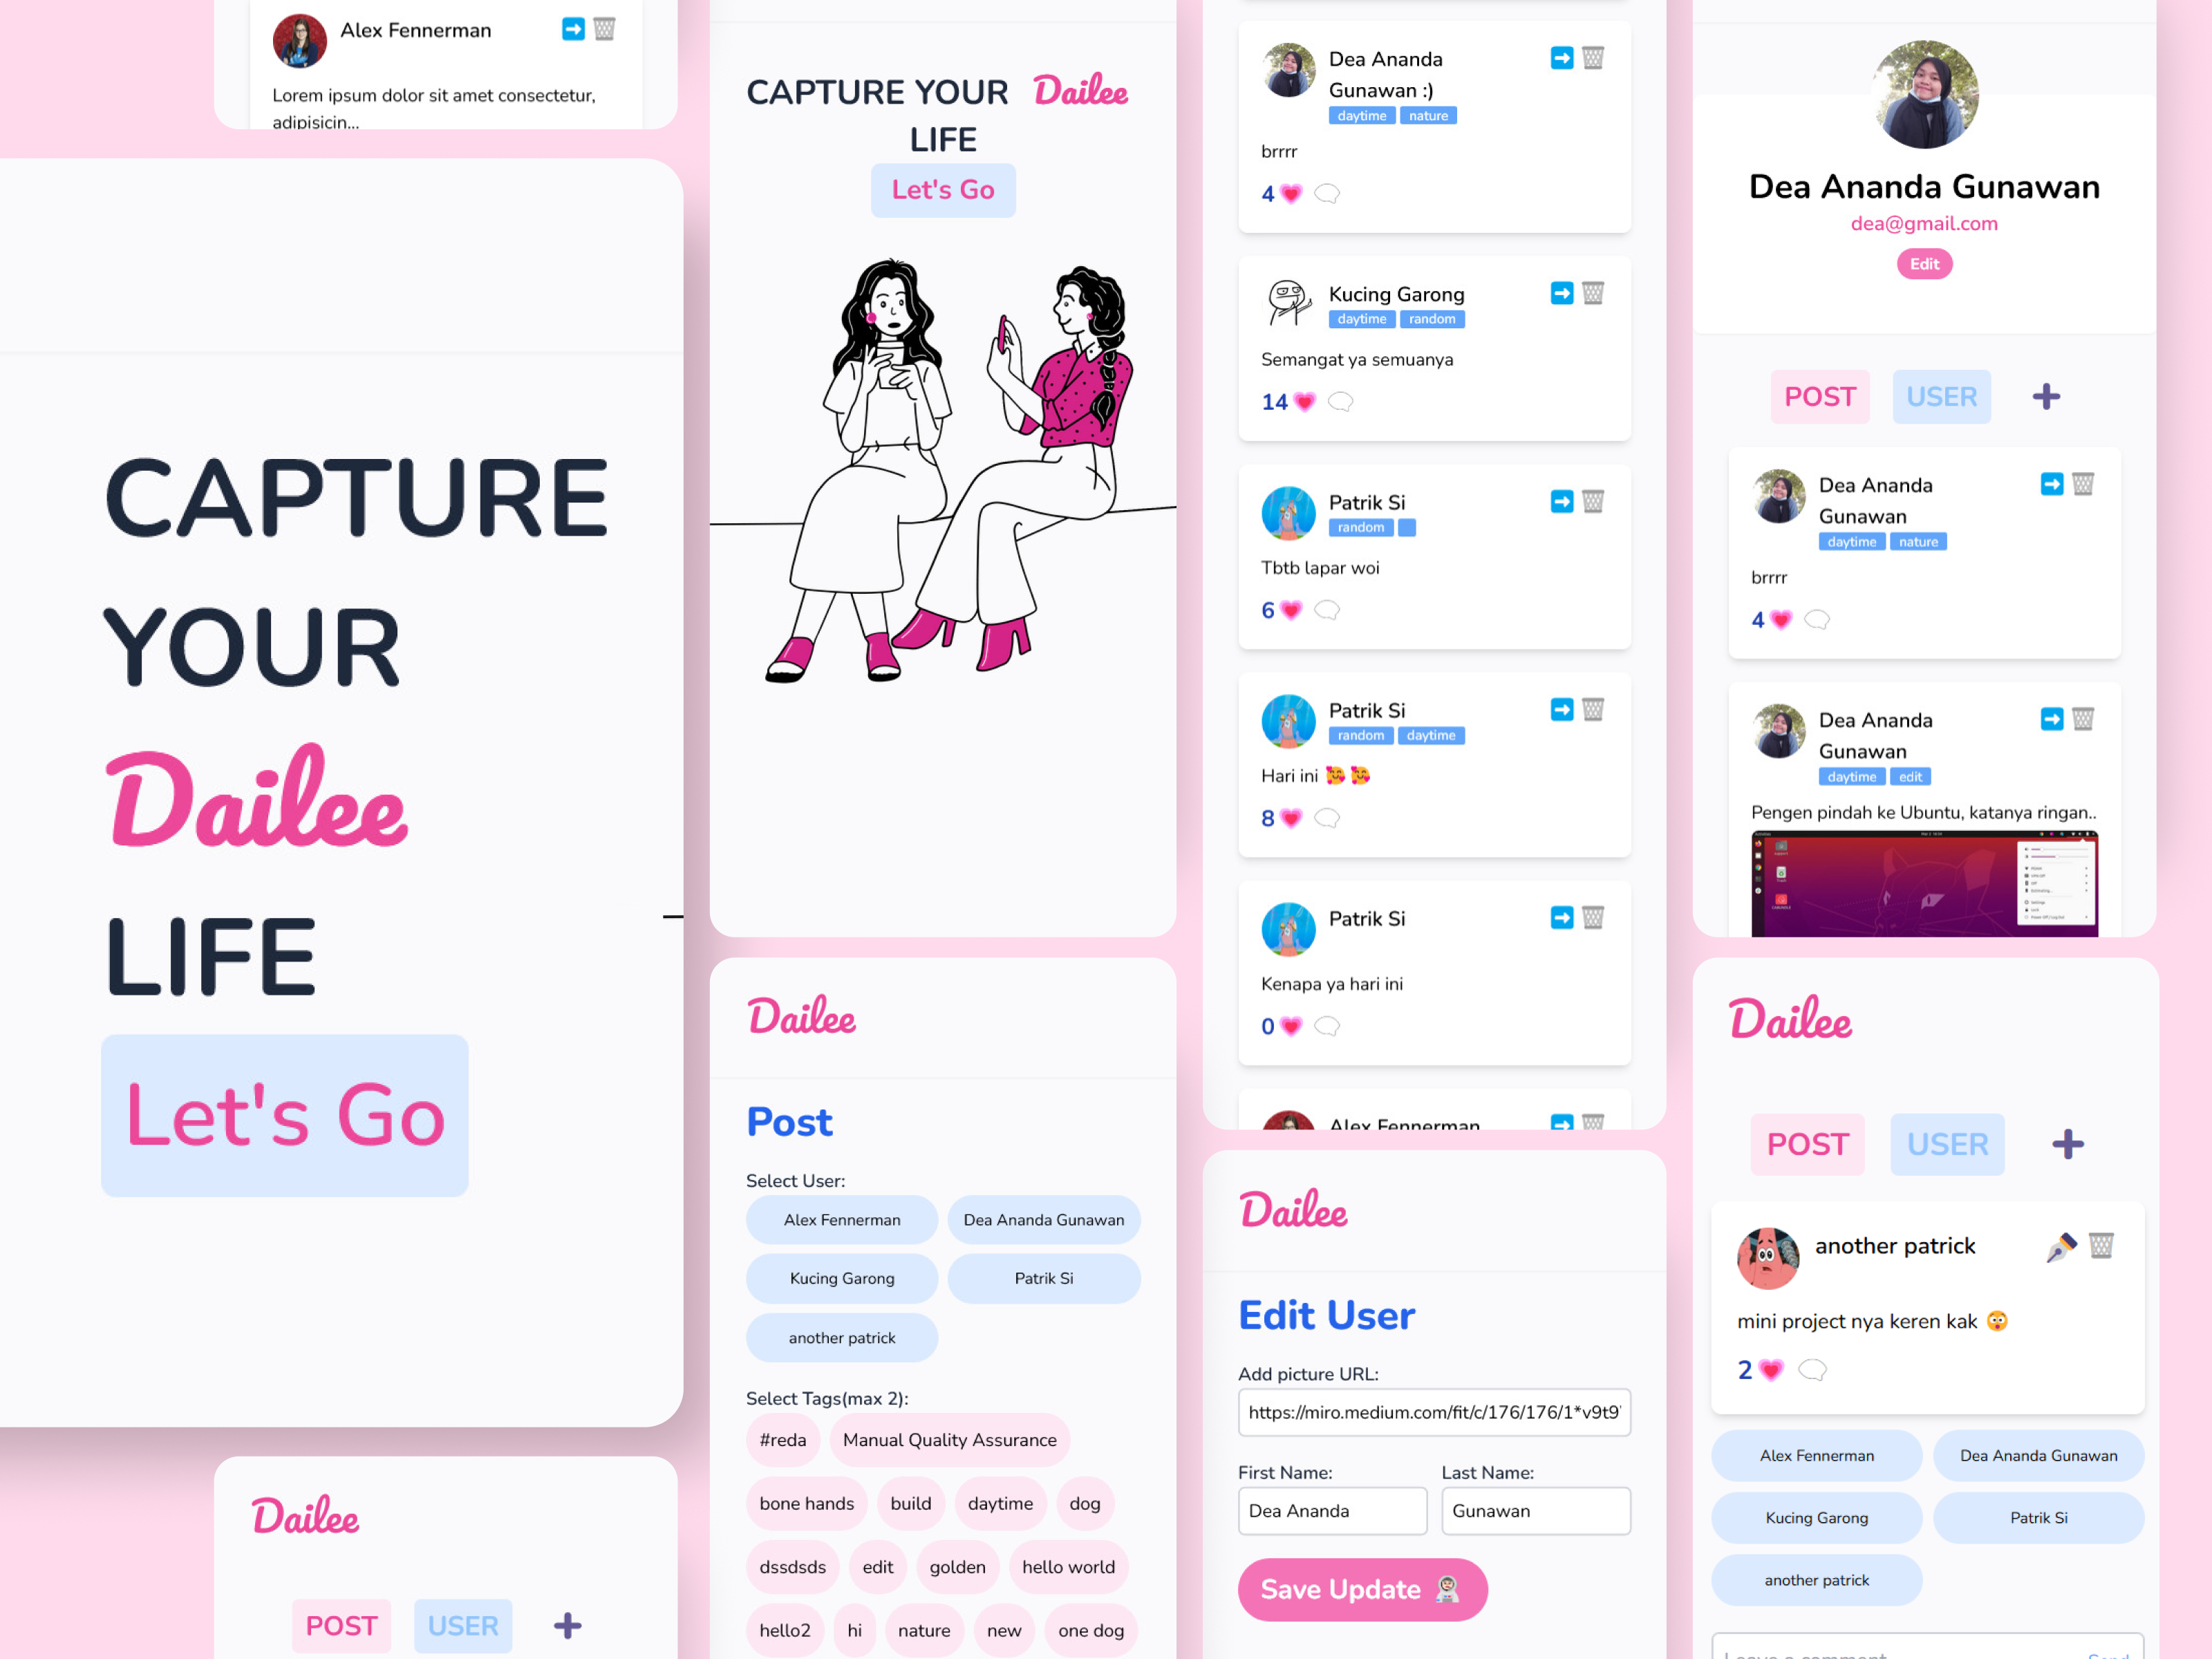 Alex Fennerman
Lorem ipsum dolor sit amet consectetur,
adipisicin...
CAPTURE
YOUR
Dailee
LIFE
Let's Go
Dailee
POST
USER
CAPTURE YOUR Dailee
LIFE
Let's Go
Dailee
Post
Select User:
Alex Fennerman
Dea Ananda Gunawan
Kucing Garong
Patrik Si
another patrick
Select Tags(max 2):
#reda
Manual Quality Assurance
bone hands
build
daytime
dog
dssdsds
edit
golden
hello world
hello2
hi
nature
new
one dog
Dea Ananda
Gunawan :)
daytime
nature
brrrr
4
Kucing Garong
daytime
random
Semangat ya semuanya
14
Patrik Si
random
Tbtb lapar woi
6
Patrik Si
random
daytime
Hari ini 🥰 🥰
8
Patrik Si
Kenapa ya hari ini
0
Alex Fennerman
Dailee
Edit User
Add picture URL:
https://miro.medium.com/fit/c/176/176/1*v9t9
First Name:
Last Name:
Dea Ananda
Gunawan
Save Update
Dea Ananda Gunawan
dea@gmail.com
Edit
POST
USER
Dea Ananda
Gunawan
daytime
nature
brrrr
4
Dea Ananda
Gunawan
daytime
edit
Pengen pindah ke Ubuntu, katanya ringan..
Dailee
POST
USER
another patrick
mini project nya keren kak 😲
2
Alex Fennerman
Dea Ananda Gunawan
Kucing Garong
Patrik Si
another patrick
Leave a comment
Send